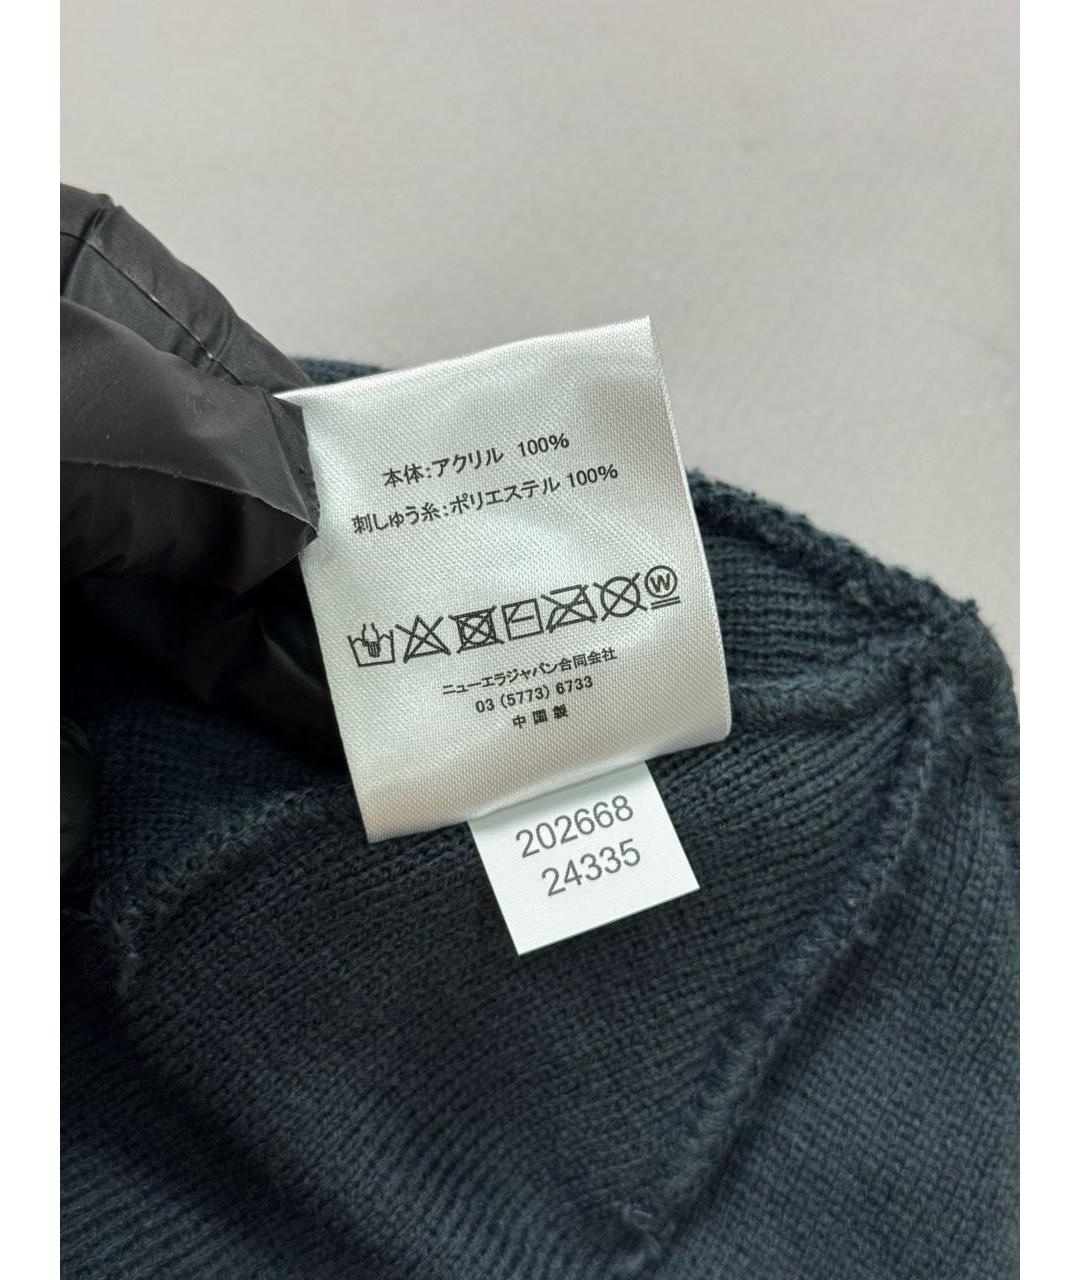 本体:アクリル 100%
刺しゅう糸:ポリエステル 100%
W
ニューエラジャパン合同会社
03 (5773) 6733
中国製
202668
24335